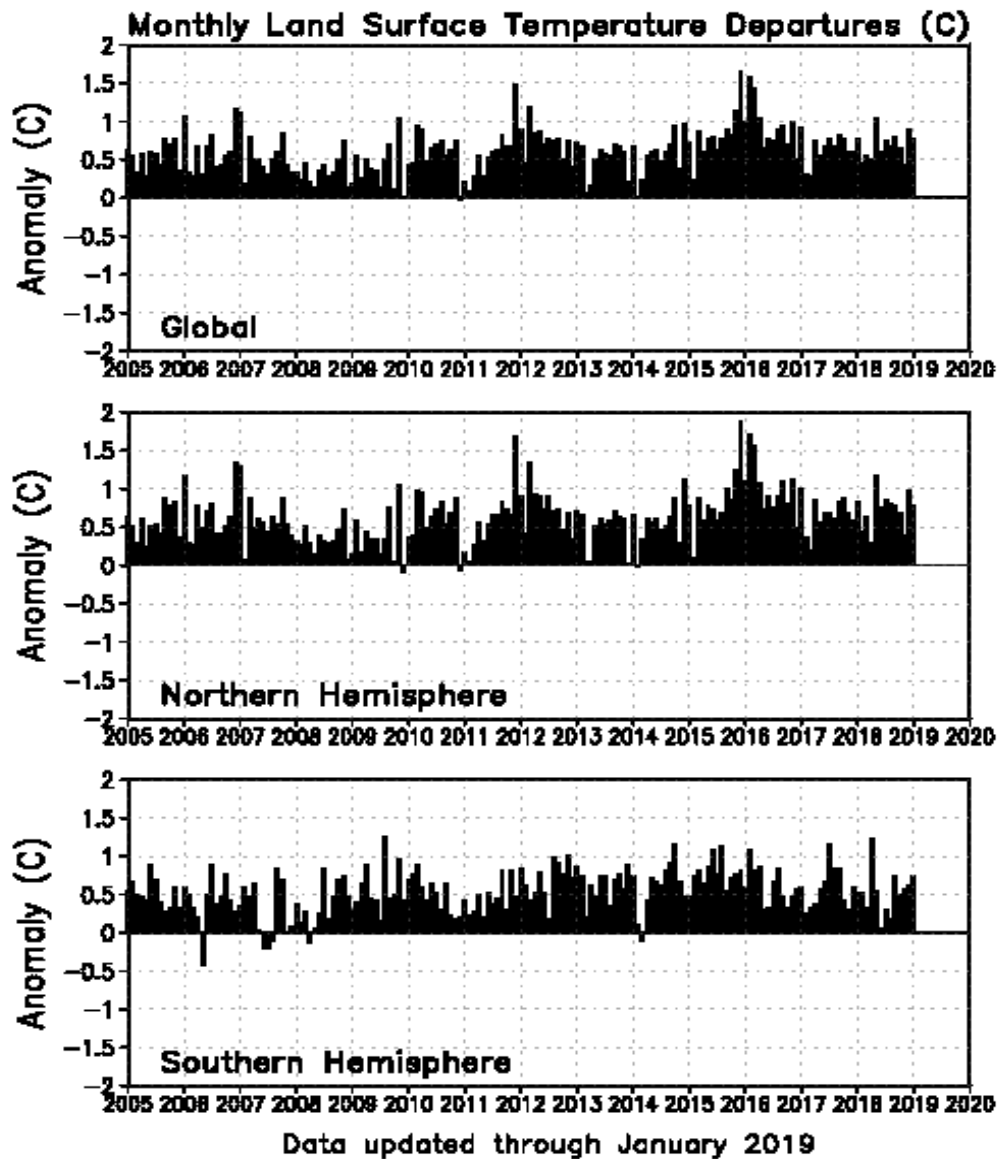 Monthly Land Surface Temperature Departures (C)
2
1.5
1
0.5
0
−0.5
−1
−1.5
−2
Anomaly (C)
Global
2005 2006 2007 2008 2009 2010 2011 2012 2013 2014 2015 2016 2017 2018 2019 2020
2
1.5
1
0.5
0
−0.5
−1
−1.5
−2
Anomaly (C)
Northern Hemisphere
2005 2006 2007 2008 2009 2010 2011 2012 2013 2014 2015 2016 2017 2018 2019 2020
2
1.5
1
0.5
0
−0.5
−1
−1.5
−2
Anomaly (C)
Southern Hemisphere
2005 2006 2007 2008 2009 2010 2011 2012 2013 2014 2015 2016 2017 2018 2019 2020
Data updated through January 2019